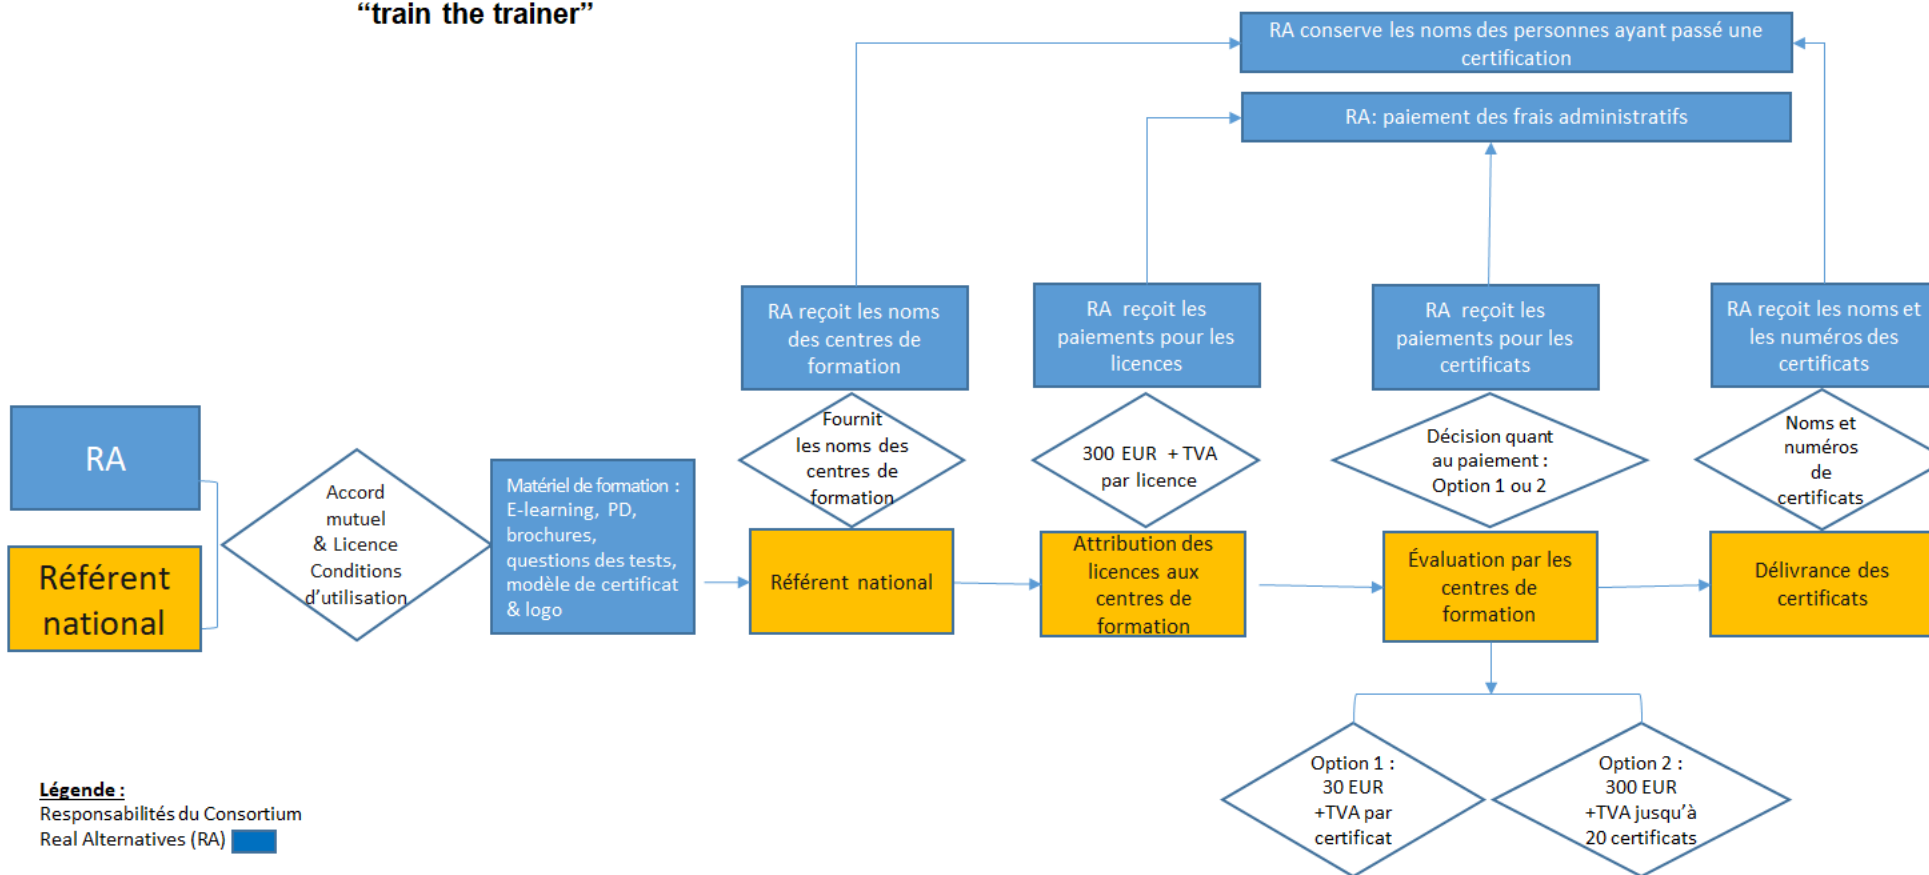 “train the trainer”
RA conserve les noms des personnes ayant passé une
certification
RA: paiement des frais administratifs
RA reçoit les noms
des centres de
formation
RA reçoit les
paiements pour les
licences
RA reçoit les
paiements pour les
certificats
RA reçoit les noms et
les numéros des
certificats
Fournit
les noms des
centres de
formation
300 EUR + TVA
par licence
Décision quant
au paiement :
Option 1 ou 2
Noms et
numéros
de
certificats
RA
Référent
national
Accord
mutuel
& Licence
Conditions
d’utilisation
Matériel de formation :
E-learning, PD,
brochures,
questions des tests,
modèle de certificat
& logo
Référent national
Attribution des
licences aux
centres de
formation
Évaluation par les
centres de
formation
Délivrance des
certificats
Option 1 :
30 EUR
+TVA par
certificat
Option 2 :
300 EUR
+TVA jusqu’à
20 certificats
Légende :
Responsabilités du Consortium
Real Alternatives (RA)